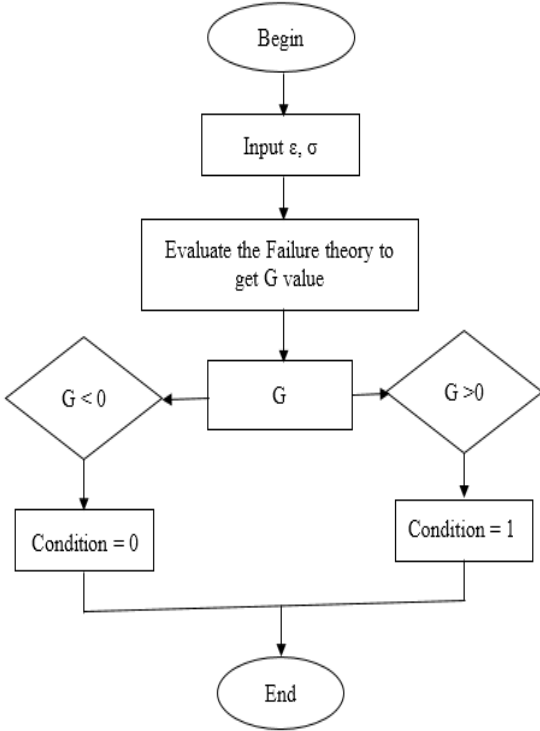 Begin
Input ε, σ
Evaluate the Failure theory to
get G value
G < 0
G
G >0
Condition = 0
Condition = 1
End